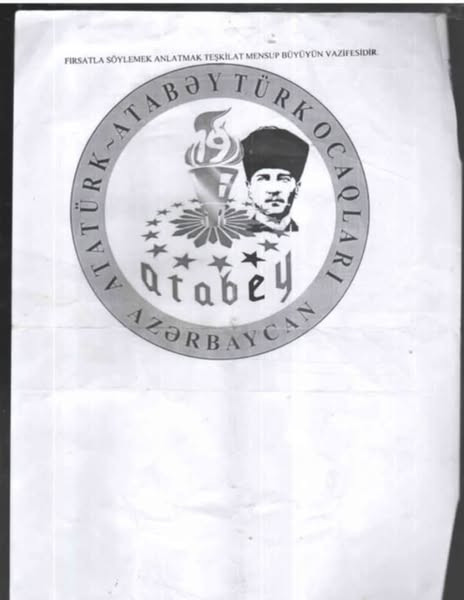 FIRSATLA SÖYLEMEK ANLATMAK TEŞKİLAT MENSUP BÜYÜYÜN VAZİFESİDİR.
ATATÜRK~ATABƏY TÜRK OCAQLARI
19
atabey
AZƏRBAYCAN